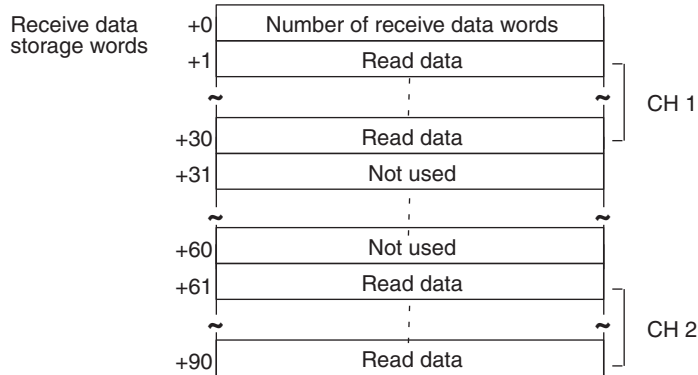 Receive data
storage words
+0 Number of receive data words
+1 Read data
CH 1
+30 Read data
+31 Not used
+60 Not used
+61 Read data
CH 2
+90 Read data